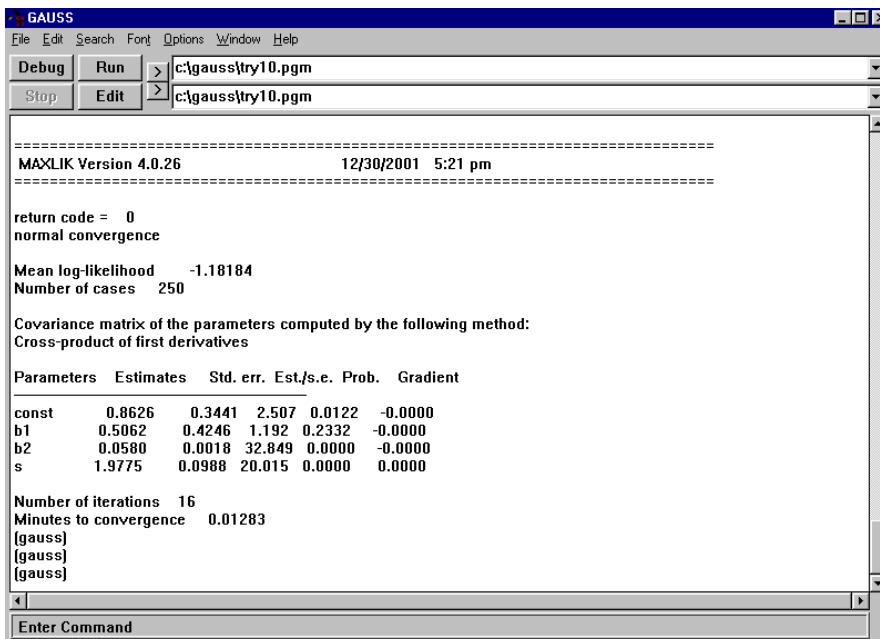 GAUSS
File Edit Search Font Options Window Help
Debug Run > c:\gauss\try10.pgm
Stop Edit > c:\gauss\try10.pgm
======================================================================
MAXLIK Version 4.0.26 12/30/2001 5:21 pm
======================================================================
return code = 0
normal convergence
Mean log-likelihood -1.18184
Number of cases 250
Covariance matrix of the parameters computed by the following method:
Cross-product of first derivatives
Parameters Estimates Std. err. Est./s.e. Prob. Gradient
const 0.8626 0.3441 2.507 0.0122 -0.0000
b1 0.5062 0.4246 1.192 0.2332 -0.0000
b2 0.0580 0.0018 32.849 0.0000 -0.0000
s 1.9775 0.0988 20.015 0.0000 0.0000
Number of iterations 16
Minutes to convergence 0.01283
(gauss)
(gauss)
(gauss)
Enter Command